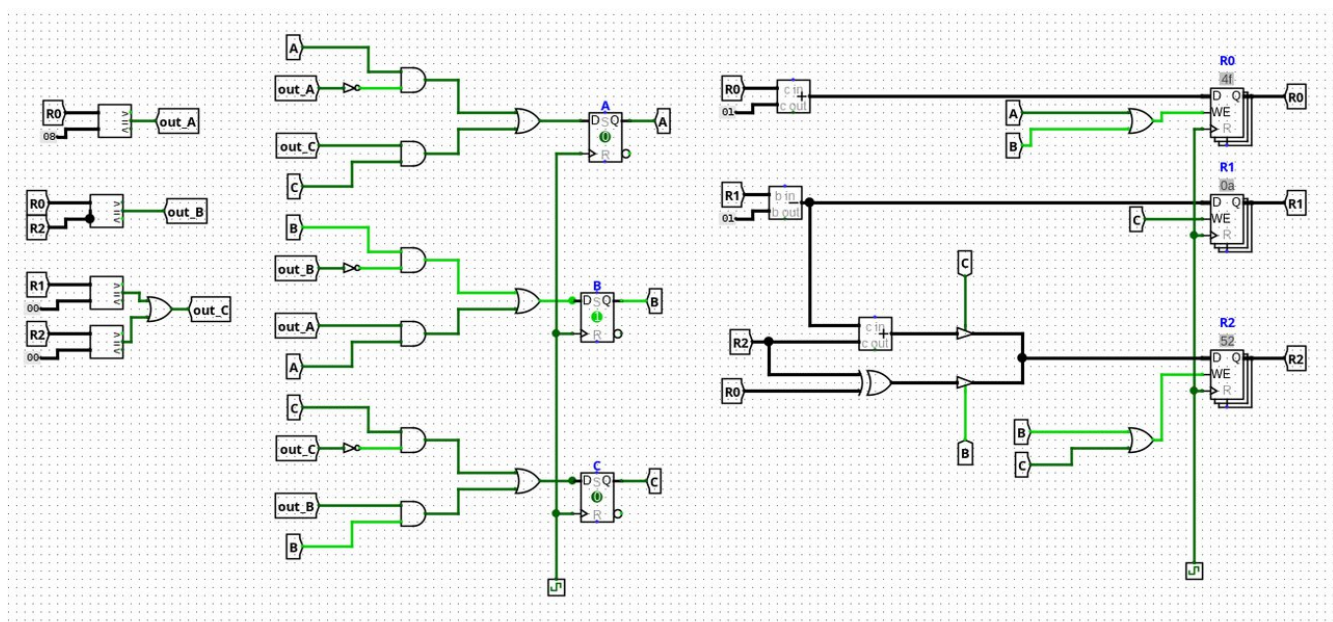 R0
08
out_A
R0
R2
out_B
R1
00
R2
00
out_C
A
out_A
out_C
C
B
out_B
out_A
A
C
out_C
out_B
B
A
D S Q
0
R
A
B
D S Q
1
R
B
C
D S Q
0
R
C
R0
01
c in
+
c out
A
B
R0
4f
D Q
WE
R
R0
R1
01
b in
-
b out
C
R1
0a
D Q
WE
R
R1
C
R2
c in
+
c out
R0
B
B
C
R2
52
D Q
WE
R
R2